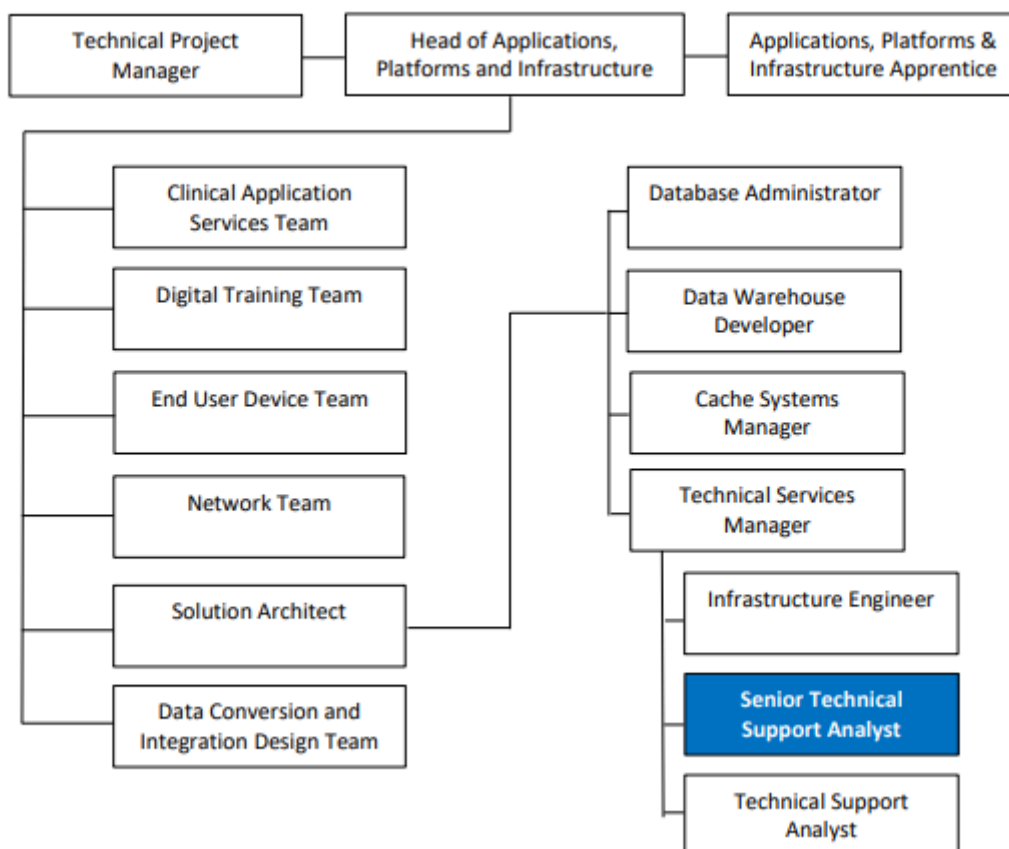 Technical Project
Manager
Head of Applications,
Platforms and Infrastructure
Applications, Platforms &
Infrastructure Apprentice
Clinical Application
Services Team
Digital Training Team
End User Device Team
Network Team
Solution Architect
Data Conversion and
Integration Design Team
Database Administrator
Data Warehouse
Developer
Cache Systems
Manager
Technical Services
Manager
Infrastructure Engineer
Senior Technical
Support Analyst
Technical Support
Analyst